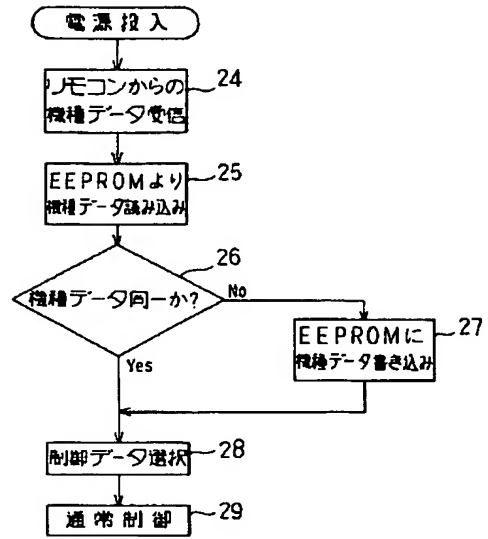 電源投入
リモコンからの
機種データ受信
24
EEPROMより
機種データ読み込み
25
26
機種データ同一か?
No
EEPROMに
機種データ書き込み
27
Yes
制御データ選択
28
通常制御
29